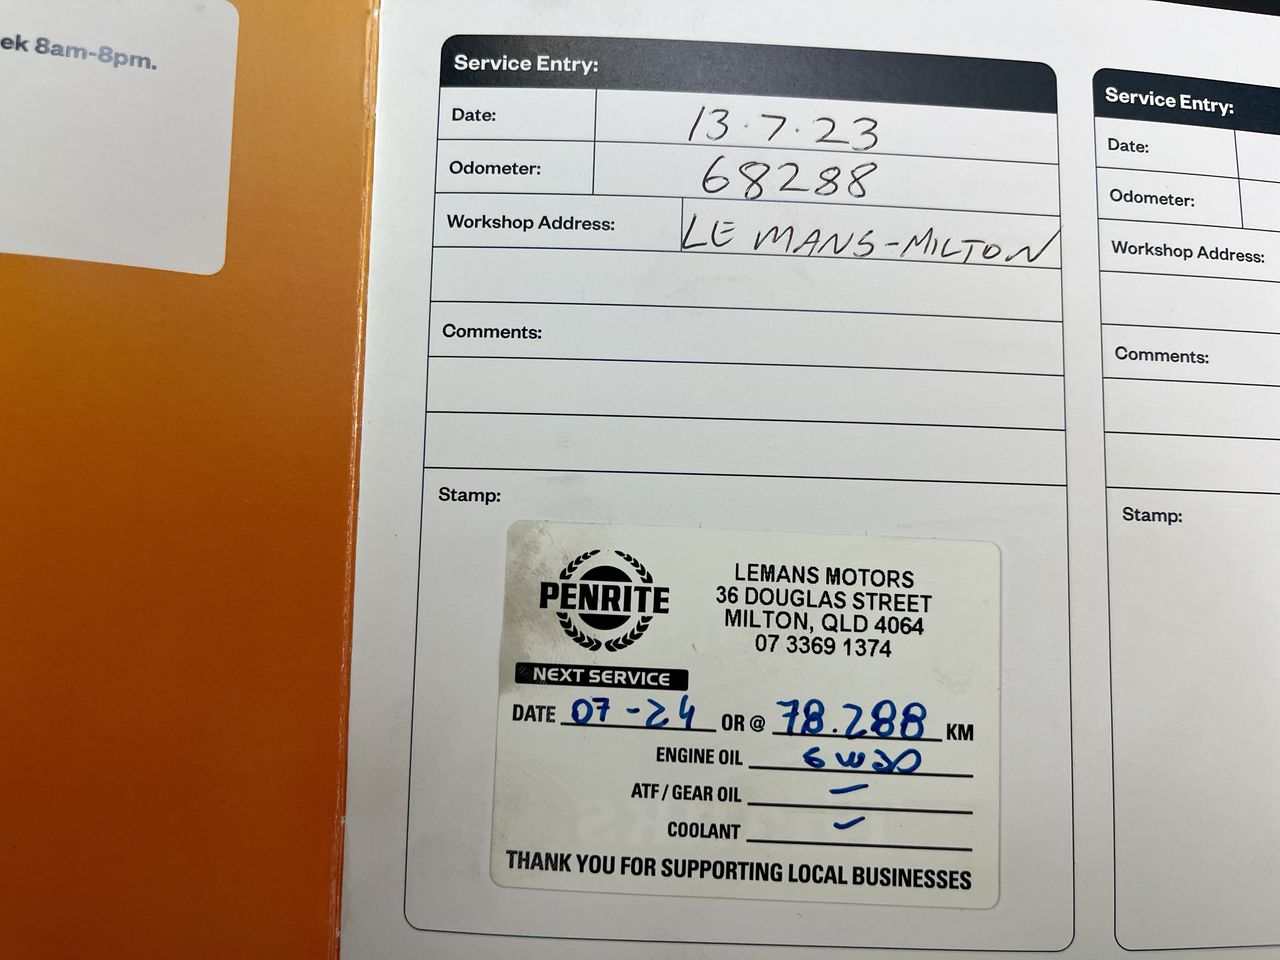 ek 8am-8pm.
Service Entry:
Date: 13.7.23
Odometer: 68288
Workshop Address: LE MANS-MILTON
Comments:
Stamp:
PENRITE
LEMANS MOTORS
36 DOUGLAS STREET
MILTON, QLD 4064
07 3369 1374
NEXT SERVICE
DATE 07-24 OR @ 78.288 KM
ENGINE OIL
ATF / GEAR OIL
COOLANT
THANK YOU FOR SUPPORTING LOCAL BUSINESSES
Service Entry:
Date:
Odometer:
Workshop Address:
Comments:
Stamp: